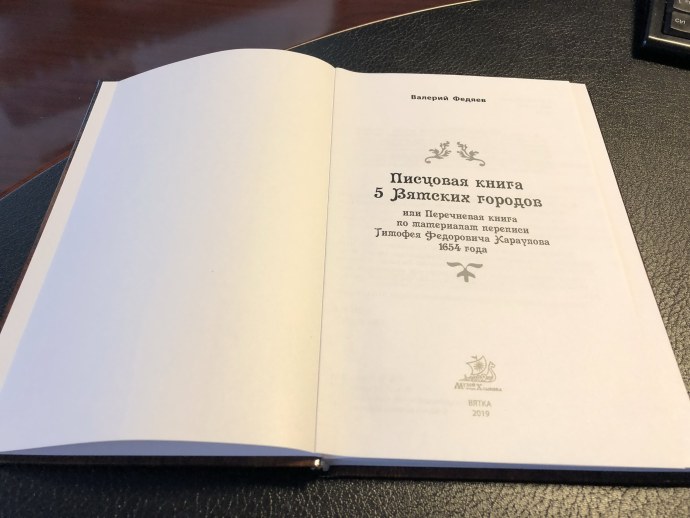 Валерий Федяев
Писцовая книга
5 Вятских городов
или Перечневая книга
по материалам переписи
Тимофея Федоровича Караулова
1654 года
ВЯТКА
2019